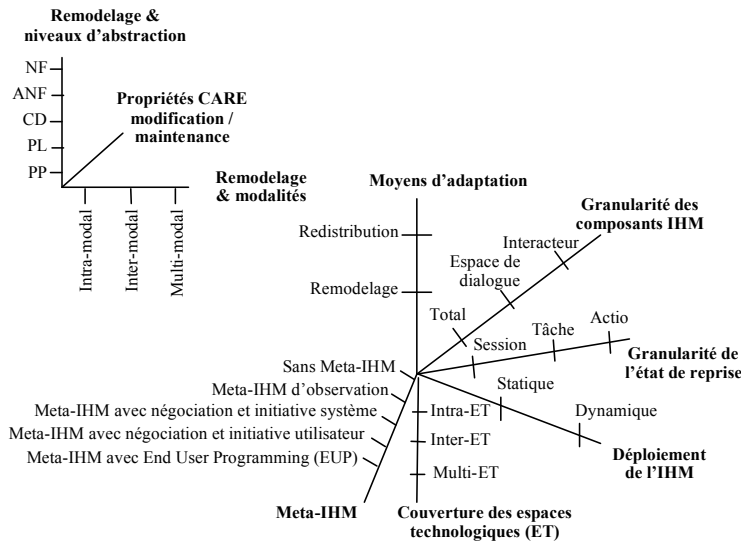 Remodelage &
niveaux d'abstraction
NF
ANF
CD
PL
PP
Propriétés CARE
modification /
maintenance
Intra-modal
Inter-modal
Multi-modal
Remodelage
& modalités
Moyens d'adaptation
Redistribution
Remodelage
Granularité des
composants IHM
Interacteur
Espace de
dialogue
Total
Granularité de
l'état de reprise
Session
Tâche
Actio
Déploiement
de l'IHM
Statique
Dynamique
Couverture des espaces
technologiques (ET)
Intra-ET
Inter-ET
Multi-ET
Sans Meta-IHM
Meta-IHM d'observation
Meta-IHM avec négociation et initiative système
Meta-IHM avec négociation et initiative utilisateur
Meta-IHM avec End User Programming (EUP)
Meta-IHM